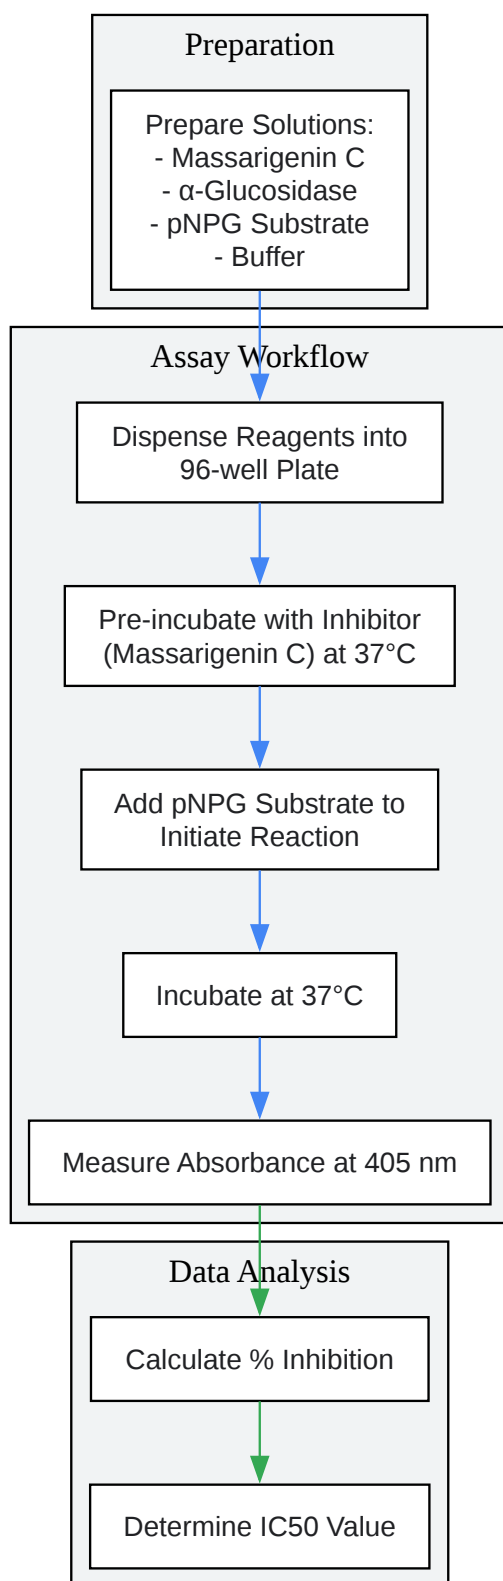 Preparation
Prepare Solutions:
- Massarigenin C
- α-Glucosidase
- pNPG Substrate
- Buffer
Assay Workflow
Dispense Reagents into
96-well Plate
Pre-incubate with Inhibitor
(Massarigenin C) at 37°C
Add pNPG Substrate to
Initiate Reaction
Incubate at 37°C
Measure Absorbance at 405 nm
Data Analysis
Calculate % Inhibition
Determine IC50 Value